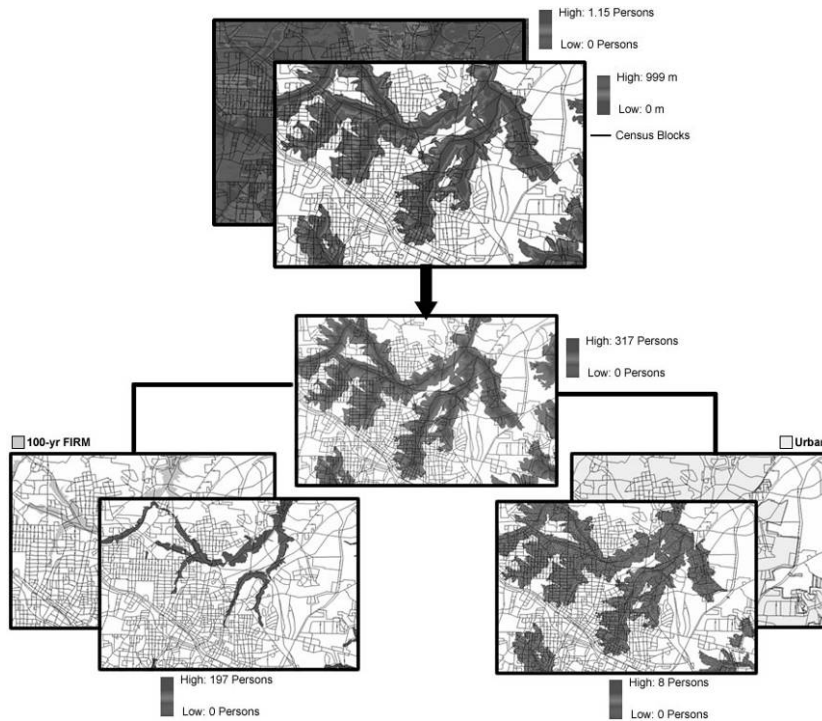 High: 1.15 Persons
Low: 0 Persons
High: 999 m
Low: 0 m
Census Blocks
High: 317 Persons
Low: 0 Persons
100-yr FIRM
Urban
High: 197 Persons
Low: 0 Persons
High: 8 Persons
Low: 0 Persons